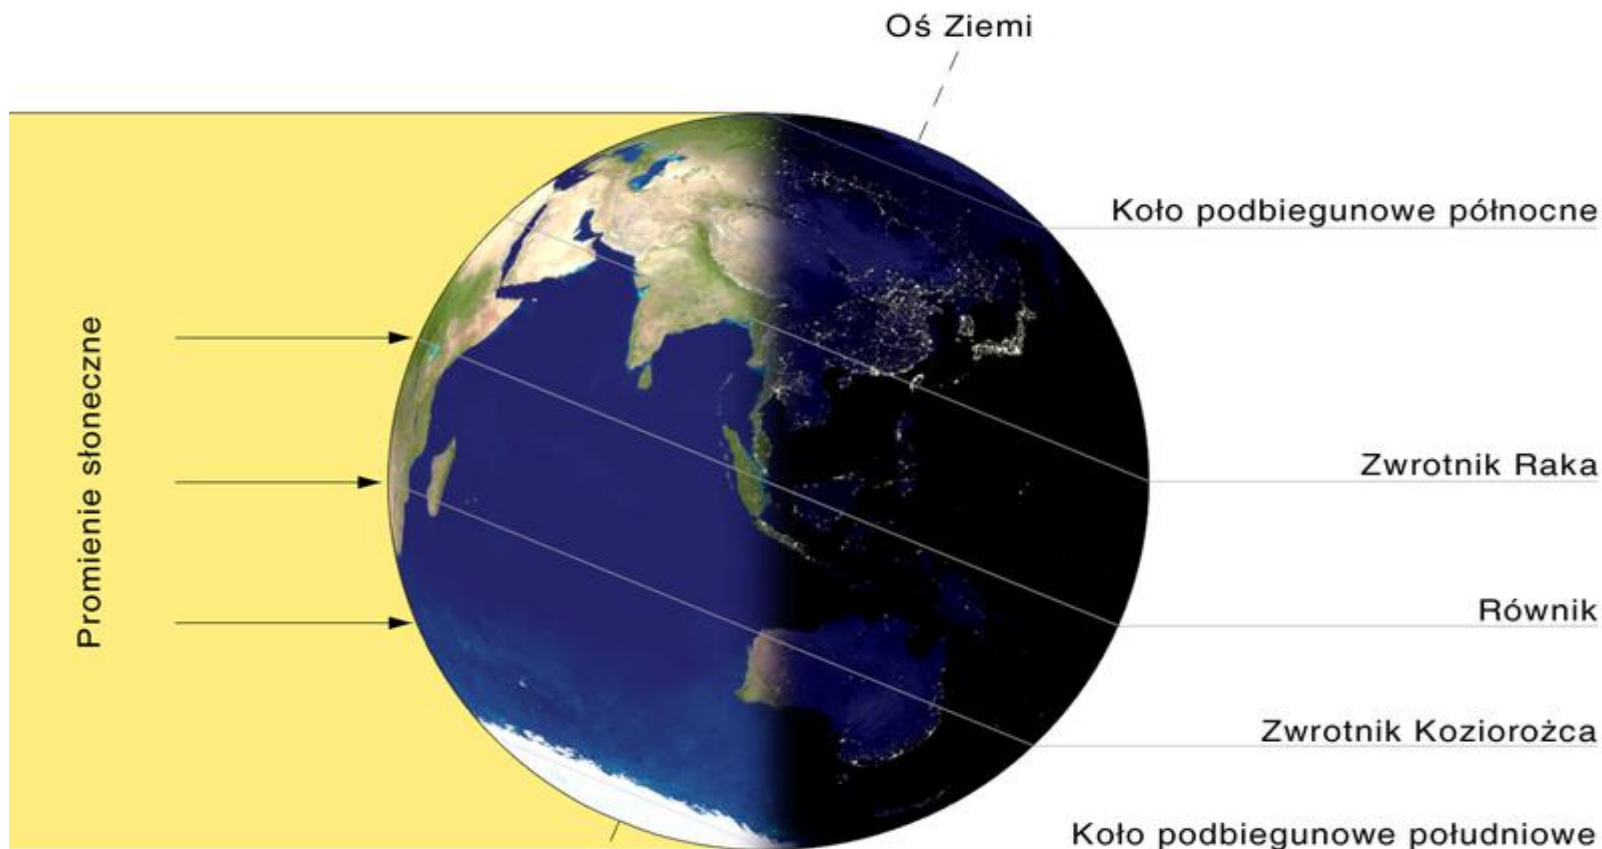 Oś Ziemi
Koło podbiegunowe północne
Promienie słoneczne
Zwrotnik Raka
Równik
Zwrotnik Koziorożca
Koło podbiegunowe południowe